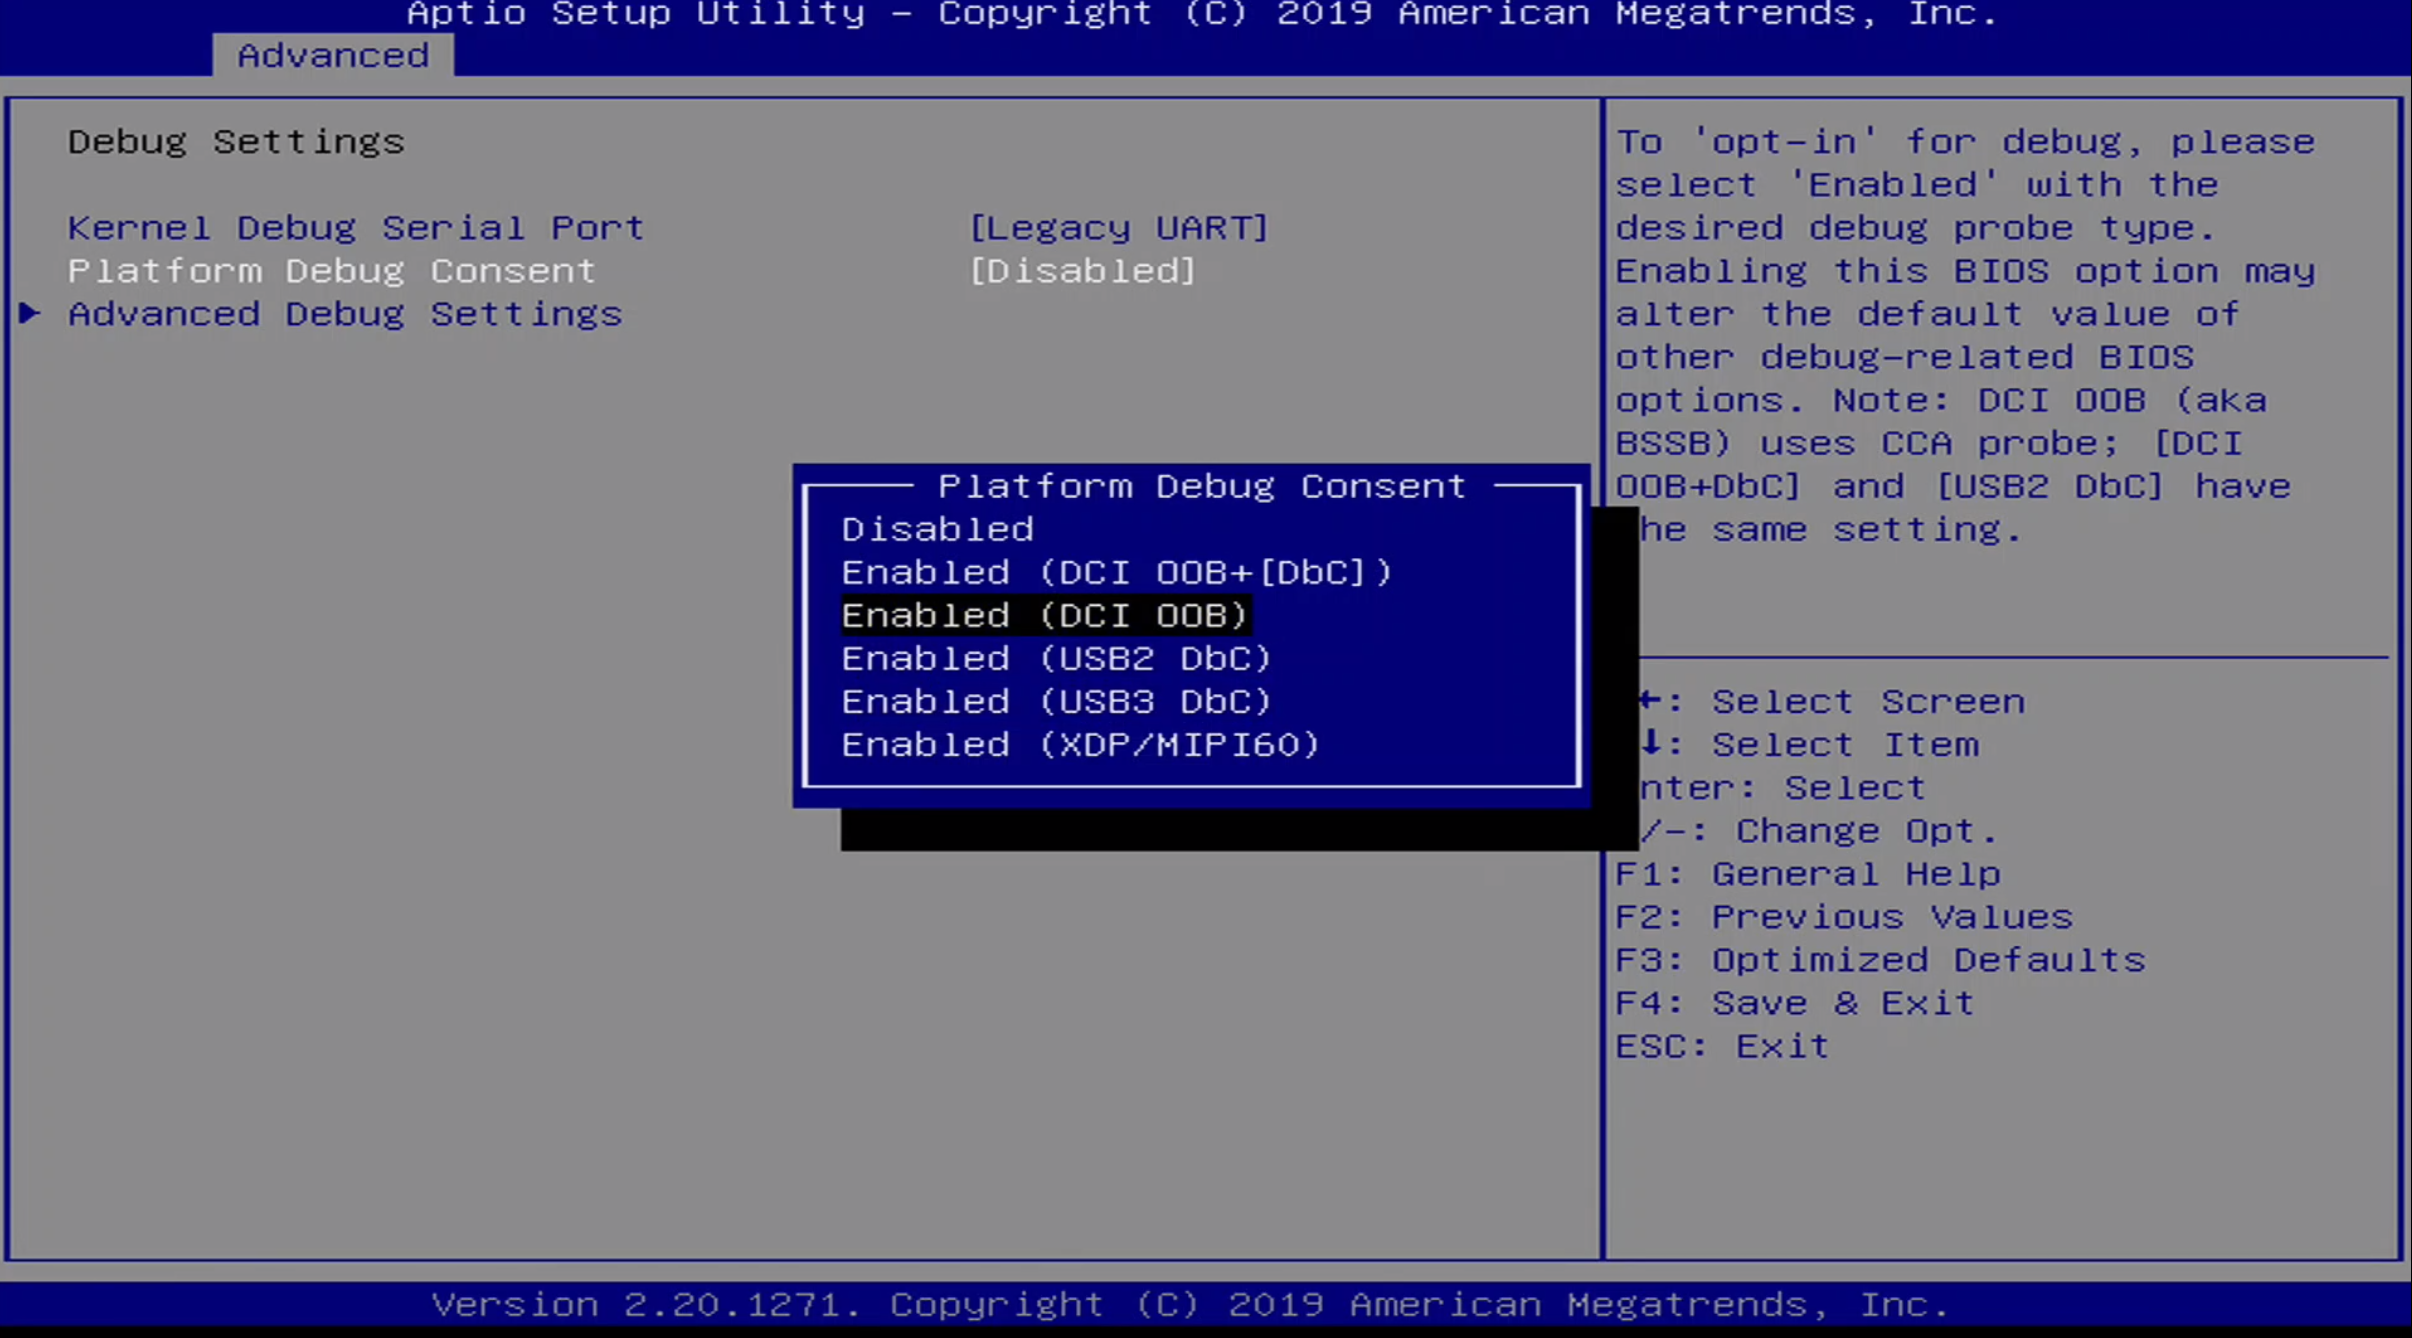 Aptio Setup Utility – Copyright (C) 2019 American Megatrends, Inc.
Advanced
Debug Settings
Kernel Debug Serial Port [Legacy UART]
Platform Debug Consent [Disabled]
▶ Advanced Debug Settings
Platform Debug Consent
Disabled
Enabled (DCI OOB+[DbC])
Enabled (DCI OOB)
Enabled (USB2 DbC)
Enabled (USB3 DbC)
Enabled (XDP/MIPI60)
To 'opt-in' for debug, please
select 'Enabled' with the
desired debug probe type.
Enabling this BIOS option may
alter the default value of
other debug-related BIOS
options. Note: DCI OOB (aka
BSSB) uses CCA probe; [DCI
OOB+DbC] and [USB2 DbC] have
he same setting.
←: Select Screen
↓: Select Item
nter: Select
/-: Change Opt.
F1: General Help
F2: Previous Values
F3: Optimized Defaults
F4: Save & Exit
ESC: Exit
Version 2.20.1271. Copyright (C) 2019 American Megatrends, Inc.